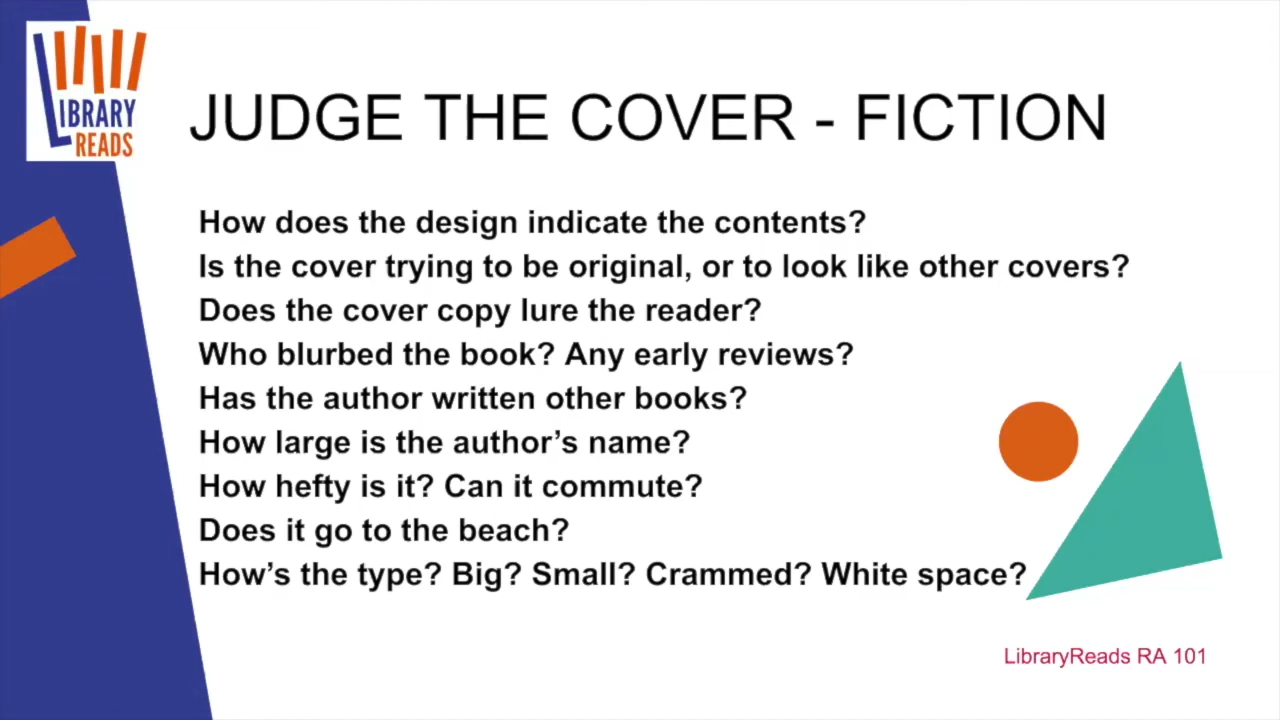 LIBRARY
READS
JUDGE THE COVER - FICTION
How does the design indicate the contents?
Is the cover trying to be original, or to look like other covers?
Does the cover copy lure the reader?
Who blurbed the book? Any early reviews?
Has the author written other books?
How large is the author’s name?
How hefty is it? Can it commute?
Does it go to the beach?
How’s the type? Big? Small? Crammed? White space?
LibraryReads RA 101